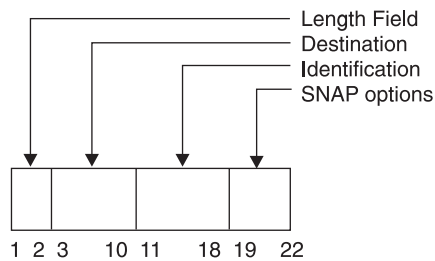 Length Field
Destination
Identification
SNAP options
1 2 3 10 11 18 19 22